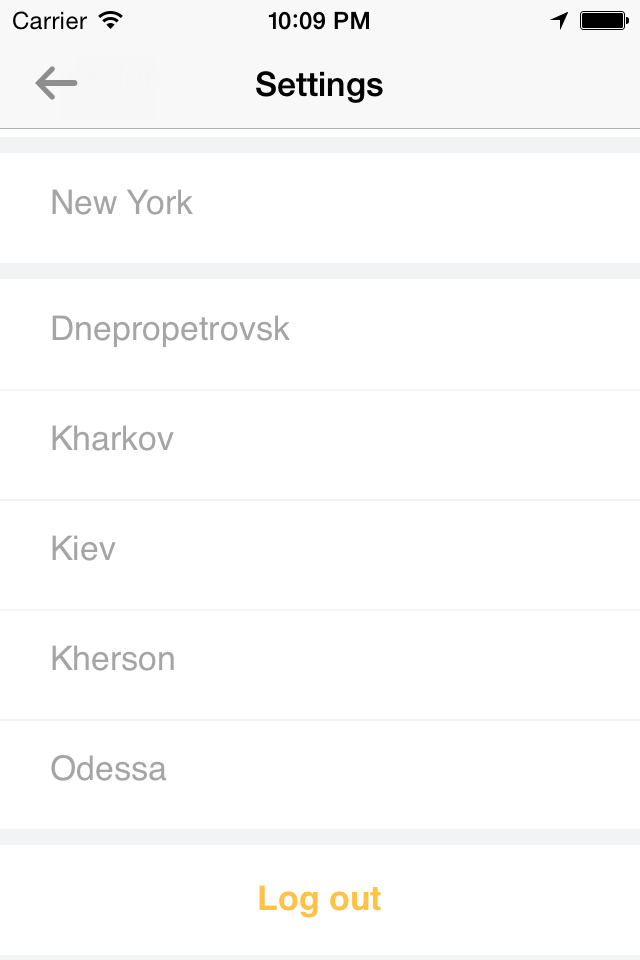 Carrier 10:09 PM
Settings
New York
Dnepropetrovsk
Kharkov
Kiev
Kherson
Odessa
Log out